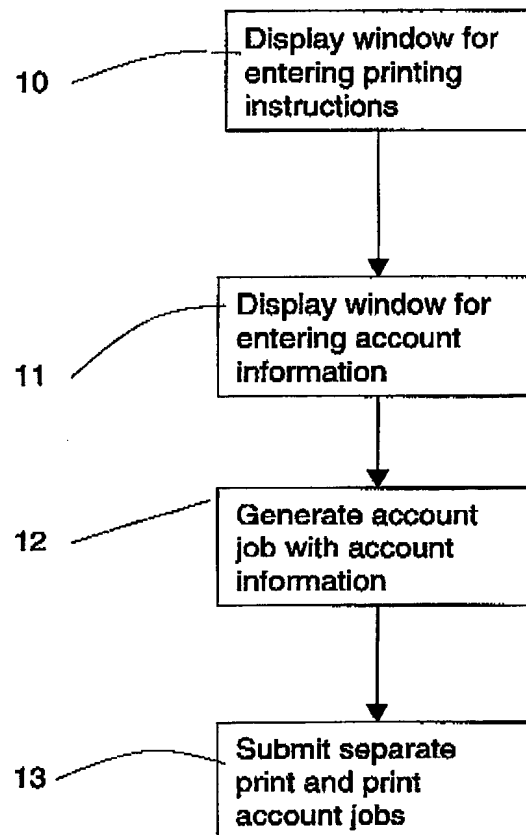 Display window for
entering printing
instructions
10
Display window for
entering account
information
11
Generate account
job with account
information
12
Submit separate
print and print
account jobs
13